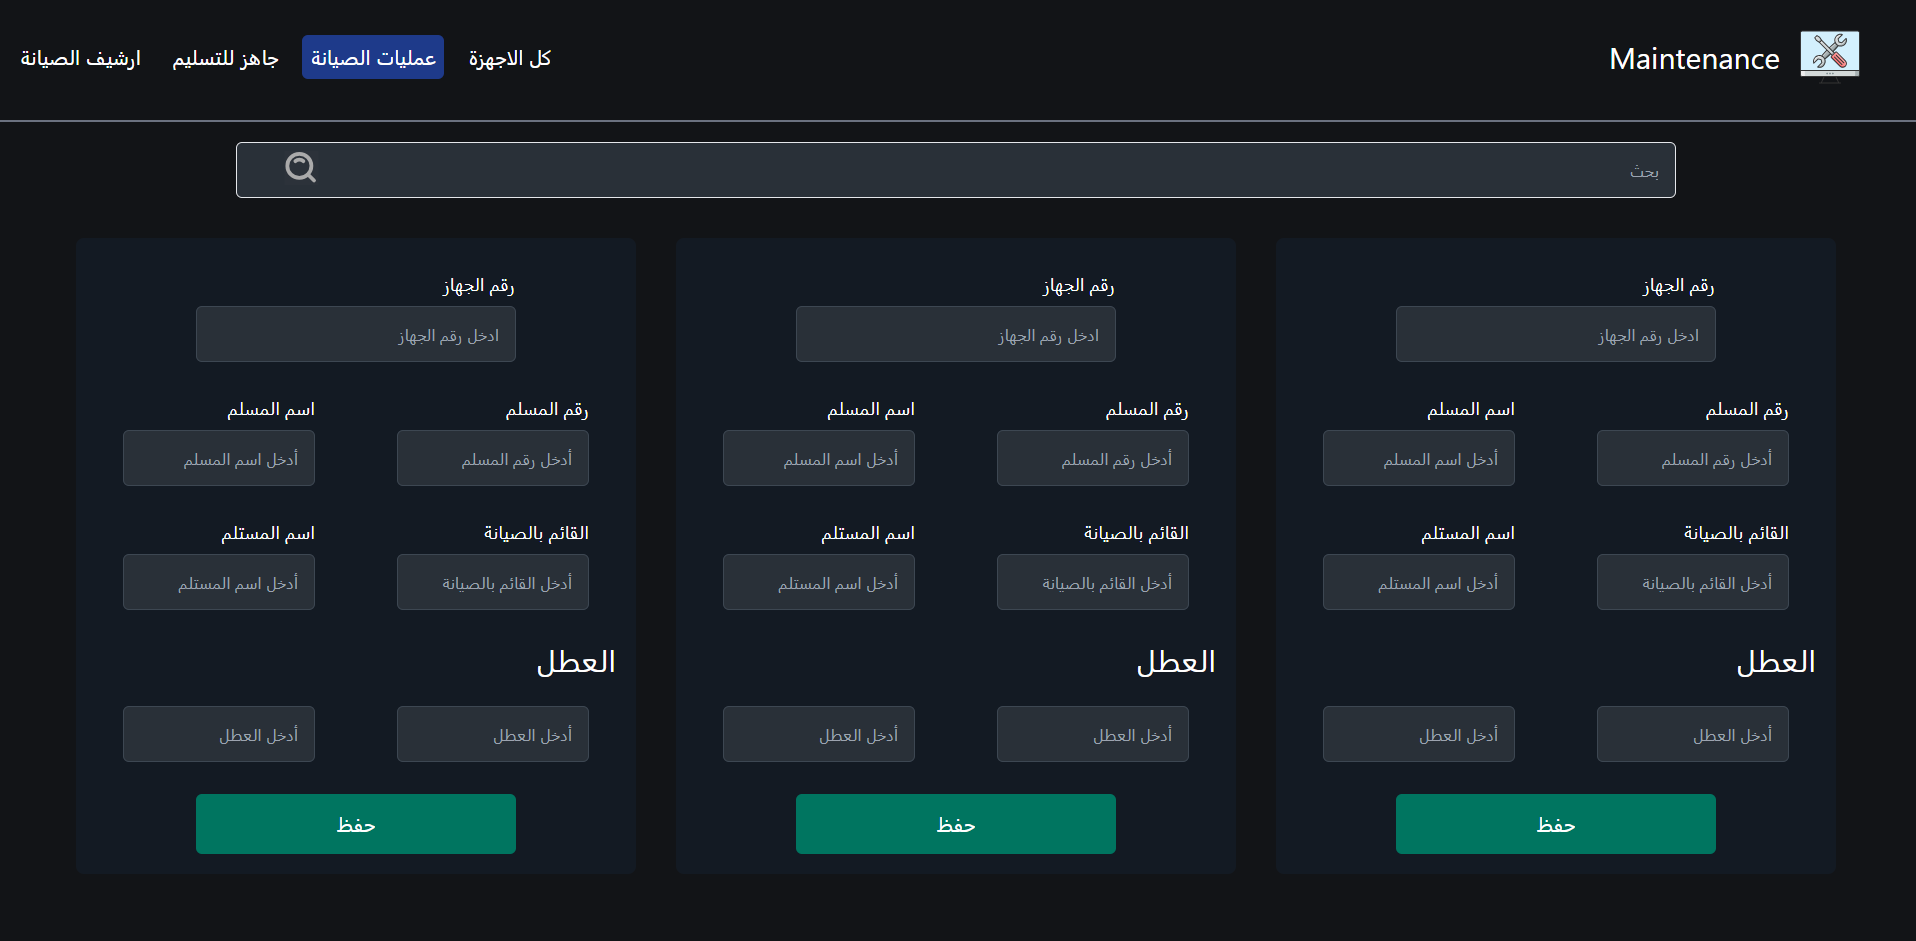 Maintenance
كل الاجهزة
عمليات الصيانة
جاهز للتسليم
ارشيف الصيانة
بحث
رقم الجهاز
ادخل رقم الجهاز
رقم المسلم
اسم المسلم
أدخل رقم المسلم
أدخل اسم المسلم
القائم بالصيانة
اسم المستلم
أدخل القائم بالصيانة
أدخل اسم المستلم
العطل
أدخل العطل
أدخل العطل
حفظ
رقم الجهاز
ادخل رقم الجهاز
رقم المسلم
اسم المسلم
أدخل رقم المسلم
أدخل اسم المسلم
القائم بالصيانة
اسم المستلم
أدخل القائم بالصيانة
أدخل اسم المستلم
العطل
أدخل العطل
أدخل العطل
حفظ
رقم الجهاز
ادخل رقم الجهاز
رقم المسلم
اسم المسلم
أدخل رقم المسلم
أدخل اسم المسلم
القائم بالصيانة
اسم المستلم
أدخل القائم بالصيانة
أدخل اسم المستلم
العطل
أدخل العطل
أدخل العطل
حفظ